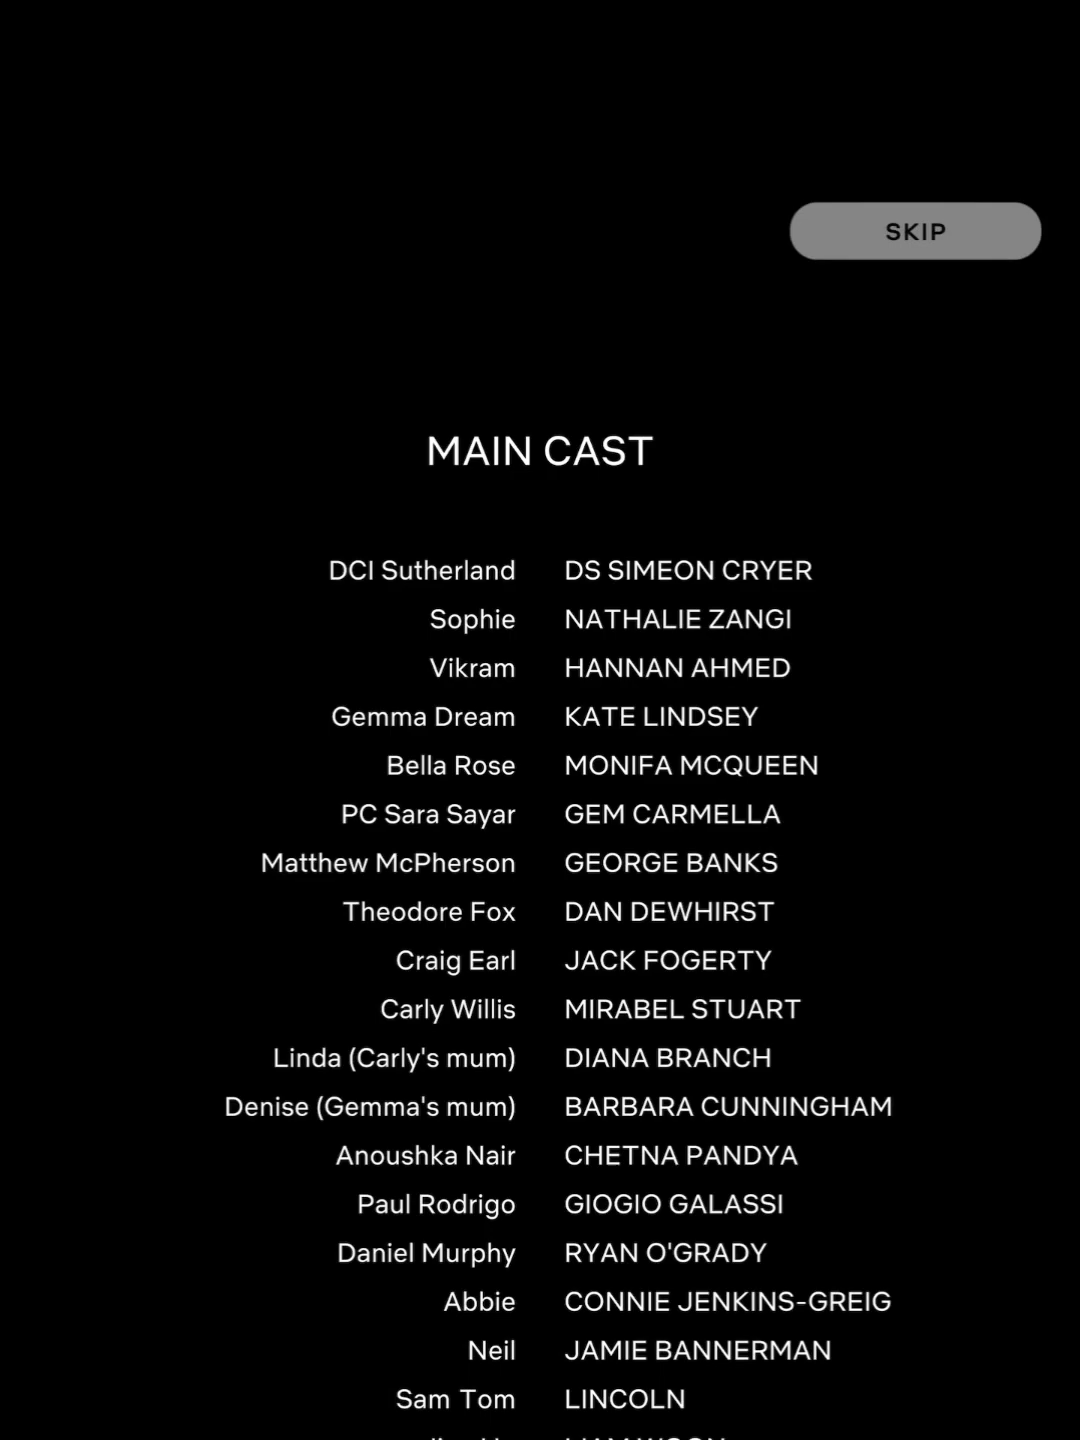 SKIP
MAIN CAST
DCI Sutherland DS SIMEON CRYER
Sophie NATHALIE ZANGI
Vikram HANNAN AHMED
Gemma Dream KATE LINDSEY
Bella Rose MONIFA MCQUEEN
PC Sara Sayar GEM CARMELLA
Matthew McPherson GEORGE BANKS
Theodore Fox DAN DEWHIRST
Craig Earl JACK FOGERTY
Carly Willis MIRABEL STUART
Linda (Carly's mum) DIANA BRANCH
Denise (Gemma's mum) BARBARA CUNNINGHAM
Anoushka Nair CHETNA PANDYA
Paul Rodrigo GIOGIO GALASSI
Daniel Murphy RYAN O'GRADY
Abbie CONNIE JENKINS-GREIG
Neil JAMIE BANNERMAN
Sam Tom LINCOLN